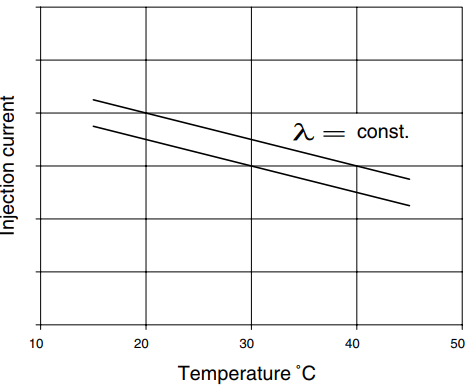 Injection current
λ = const.
10 20 30 40 50
Temperature ˚C